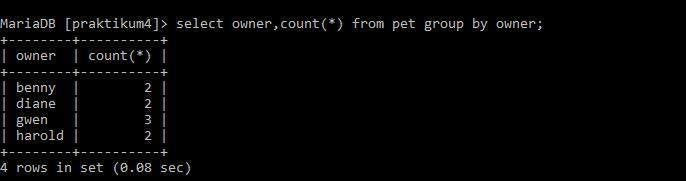 MariaDB [praktikum4]> select owner,count(*) from pet group by owner;
+--------+----------+
| owner  | count(*) |
+--------+----------+
| benny  |        2 |
| diane  |        2 |
| gwen   |        3 |
| harold |        2 |
+--------+----------+
4 rows in set (0.08 sec)